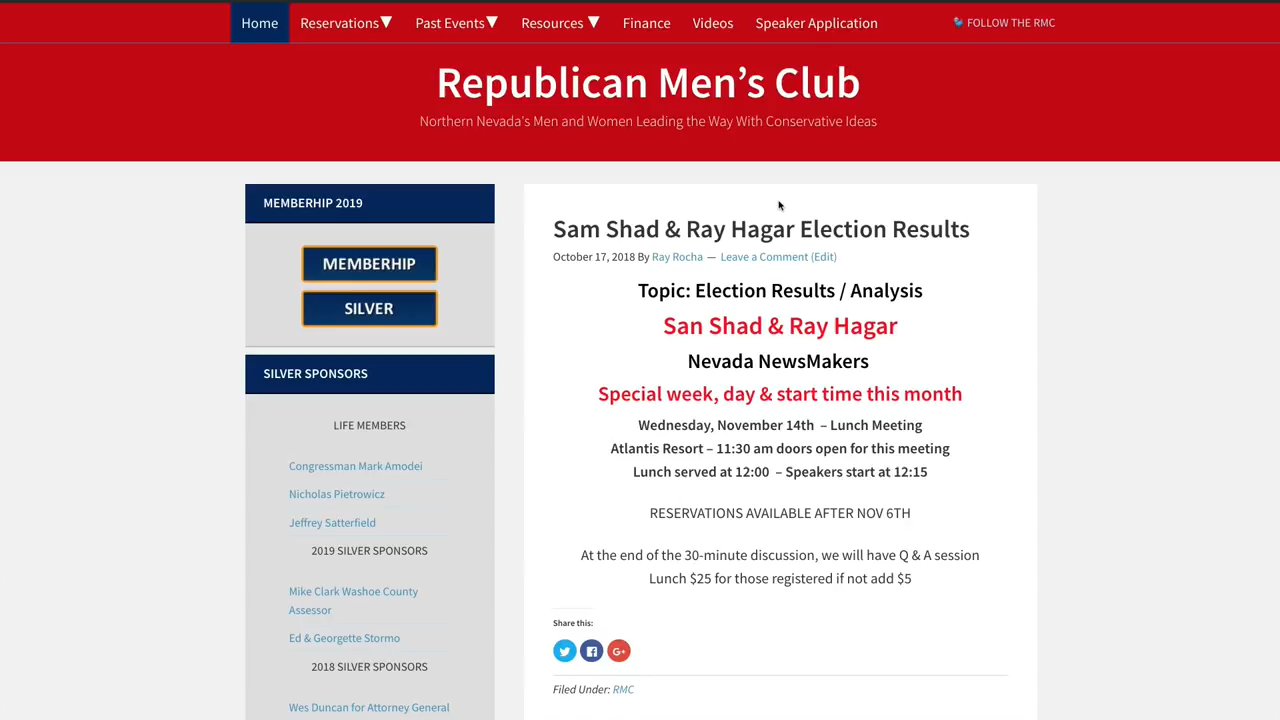 Home Reservations▼ Past Events▼ Resources ▼ Finance Videos Speaker Application FOLLOW THE RMC
Republican Men's Club
Northern Nevada's Men and Women Leading the Way With Conservative Ideas
MEMBERHIP 2019
MEMBERHIP
SILVER
SILVER SPONSORS
LIFE MEMBERS
Congressman Mark Amodei
Nicholas Pietrowicz
Jeffrey Satterfield
2019 SILVER SPONSORS
Mike Clark Washoe County
Assessor
Ed & Georgette Stormo
2018 SILVER SPONSORS
Wes Duncan for Attorney General
Sam Shad & Ray Hagar Election Results
October 17, 2018 By Ray Rocha — Leave a Comment (Edit)
Topic: Election Results / Analysis
San Shad & Ray Hagar
Nevada NewsMakers
Special week, day & start time this month
Wednesday, November 14th – Lunch Meeting
Atlantis Resort – 11:30 am doors open for this meeting
Lunch served at 12:00 – Speakers start at 12:15
RESERVATIONS AVAILABLE AFTER NOV 6TH
At the end of the 30-minute discussion, we will have Q & A session
Lunch $25 for those registered if not add $5
Share this:
Filed Under: RMC